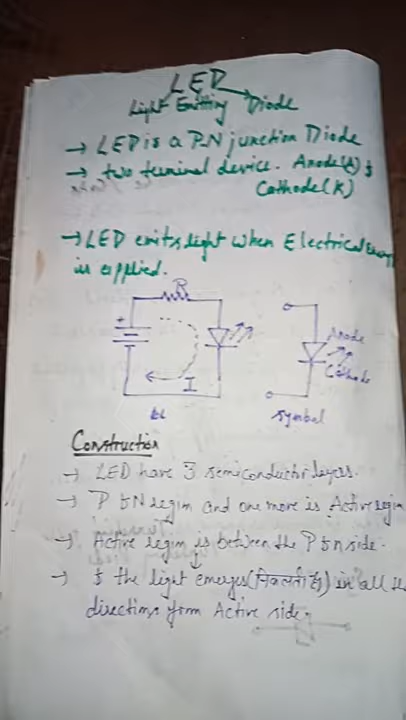 LED
Light Emitting Diode
→ LED is a PN junction Diode
→ two terminal device. Anode(A) &
Cathode(K)
→ LED emits light when Electrical Energy
is applied.
R
+
I
Anode
Cathode
symbol
Construction
→ LED have 3 semiconductor layers.
→ P & N region and one more is Active region
→ Active region is between the P & n side.
→ & the light emerges (निकलती है) in all the
directions form Active side.